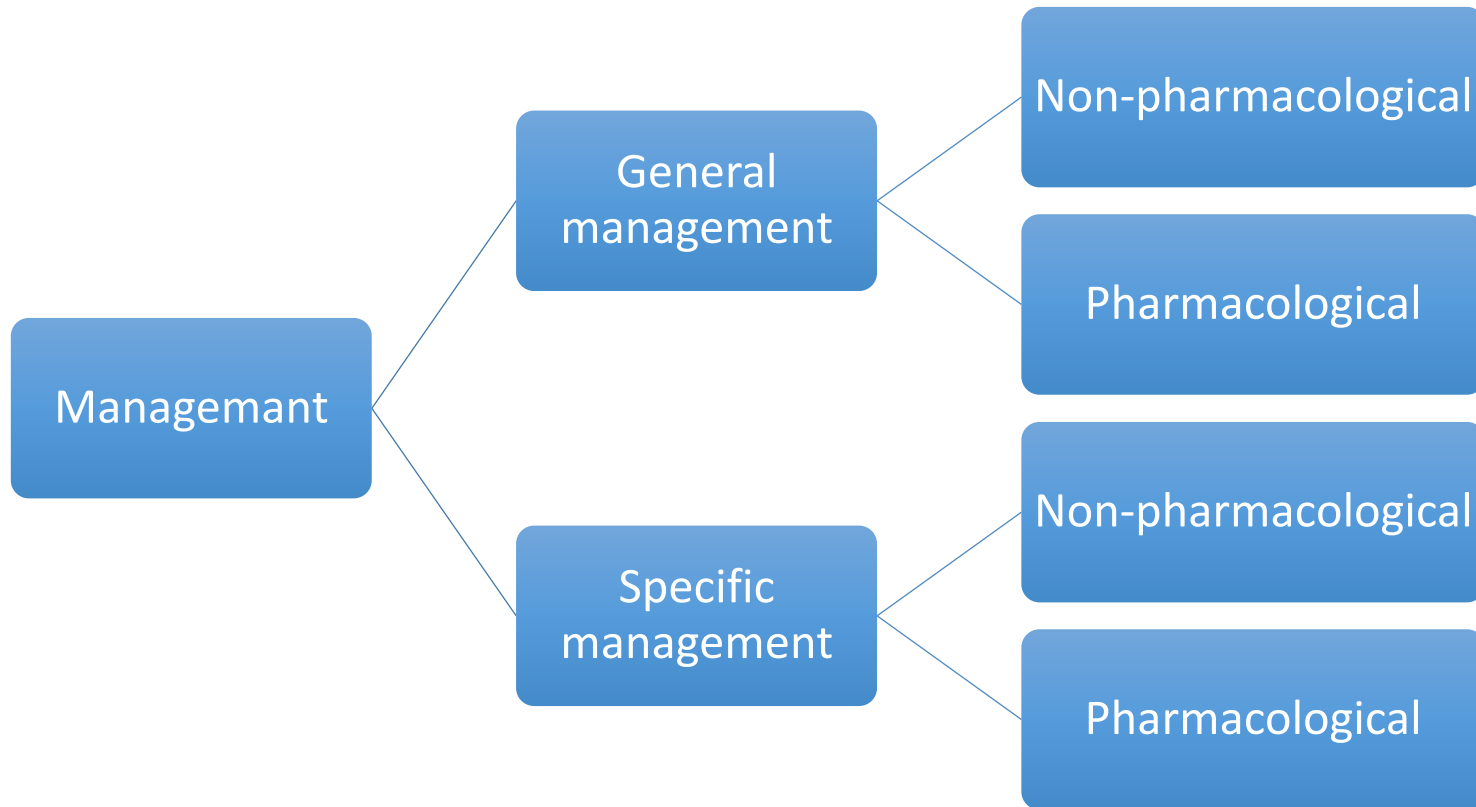 Managemant
General
management
Non-pharmacological
Pharmacological
Specific
management
Non-pharmacological
Pharmacological